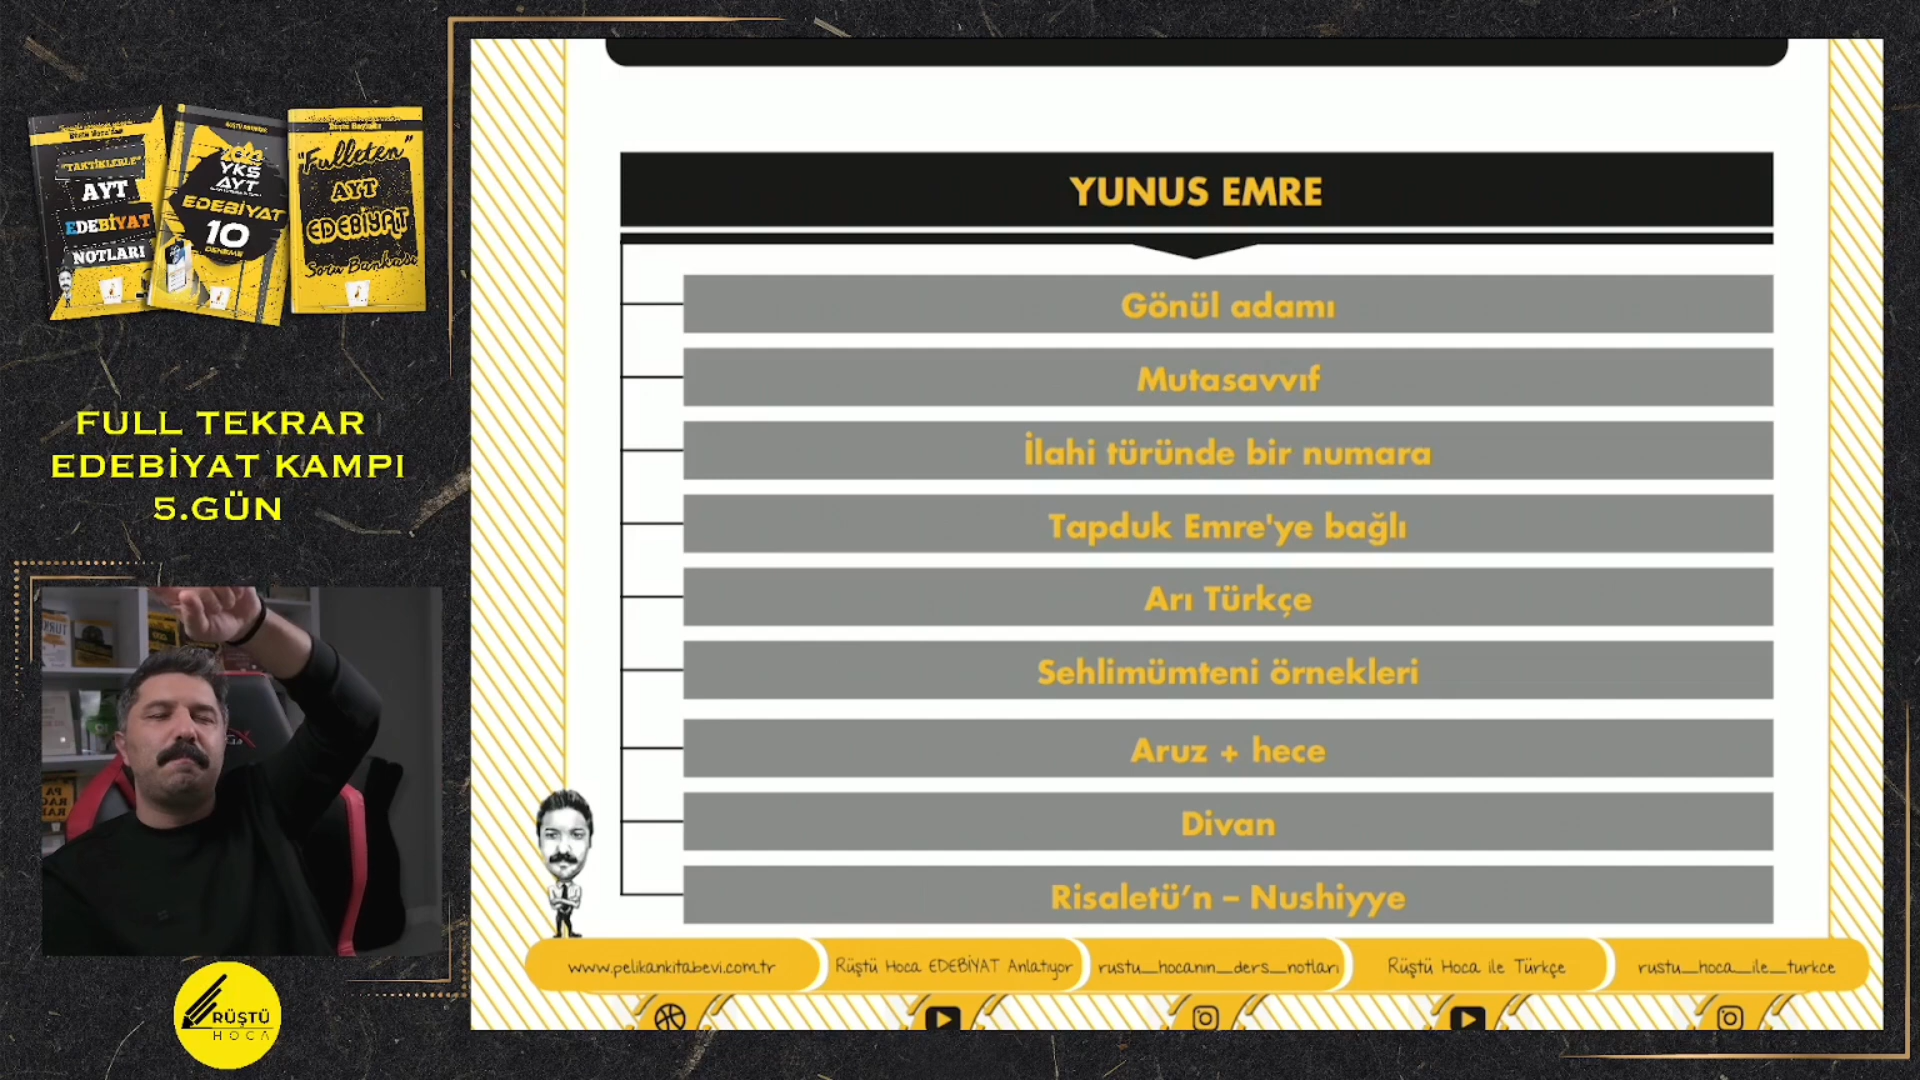 "TAKTİKLERLE"
AYT
EDEBİYAT
NOTLARI
YKS
AYT
EDEBİYAT
10
DENEME
"Fulleten"
AYT
EDEBİYAT
Soru Bankası
FULL TEKRAR
EDEBİYAT KAMPI
5.GÜN
RÜŞTÜ
HOCA
YUNUS EMRE
Gönül adamı
Mutasavvıf
İlahi türünde bir numara
Tapduk Emre'ye bağlı
Arı Türkçe
Sehlimümteni örnekleri
Aruz + hece
Divan
Risaletü’n – Nushiyye
www.pelikankitabevi.com.tr
Rüştü Hoca EDEBİYAT Anlatıyor
rustu_hocanın_ders_notları
Rüştü Hoca ile Türkçe
rustu_hoca_ile_turkce